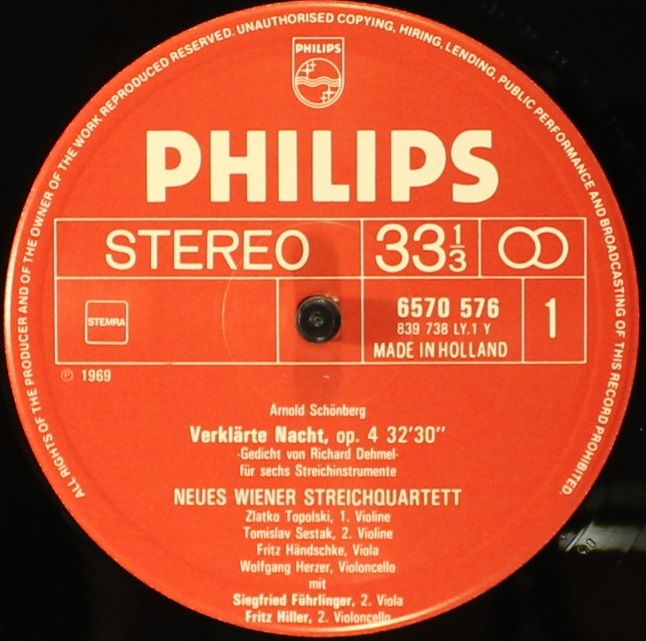 ALL RIGHTS OF THE PRODUCER AND OF THE OWNER OF THE WORK REPRODUCED RESERVED. UNAUTHORISED COPYING, HIRING, LENDING, PUBLIC PERFORMANCE AND BROADCASTING OF THIS RECORD PROHIBITED.
PHILIPS
PHILIPS
STEREO 33 1/3
STEMRA
6570 576
839 738 LY.1 Y
MADE IN HOLLAND
1
Ⓟ 1969
Arnold Schönberg
Verklärte Nacht, op. 4 32'30"
-Gedicht von Richard Dehmel-
für sechs Streichinstrumente
NEUES WIENER STREICHQUARTETT
Zlatko Topolski, 1. Violine
Tomislav Sestak, 2. Violine
Fritz Händschke, Viola
Wolfgang Herzer, Violoncello
mit
Siegfried Führlinger, 2. Viola
Fritz Hiller, 2. Violoncello